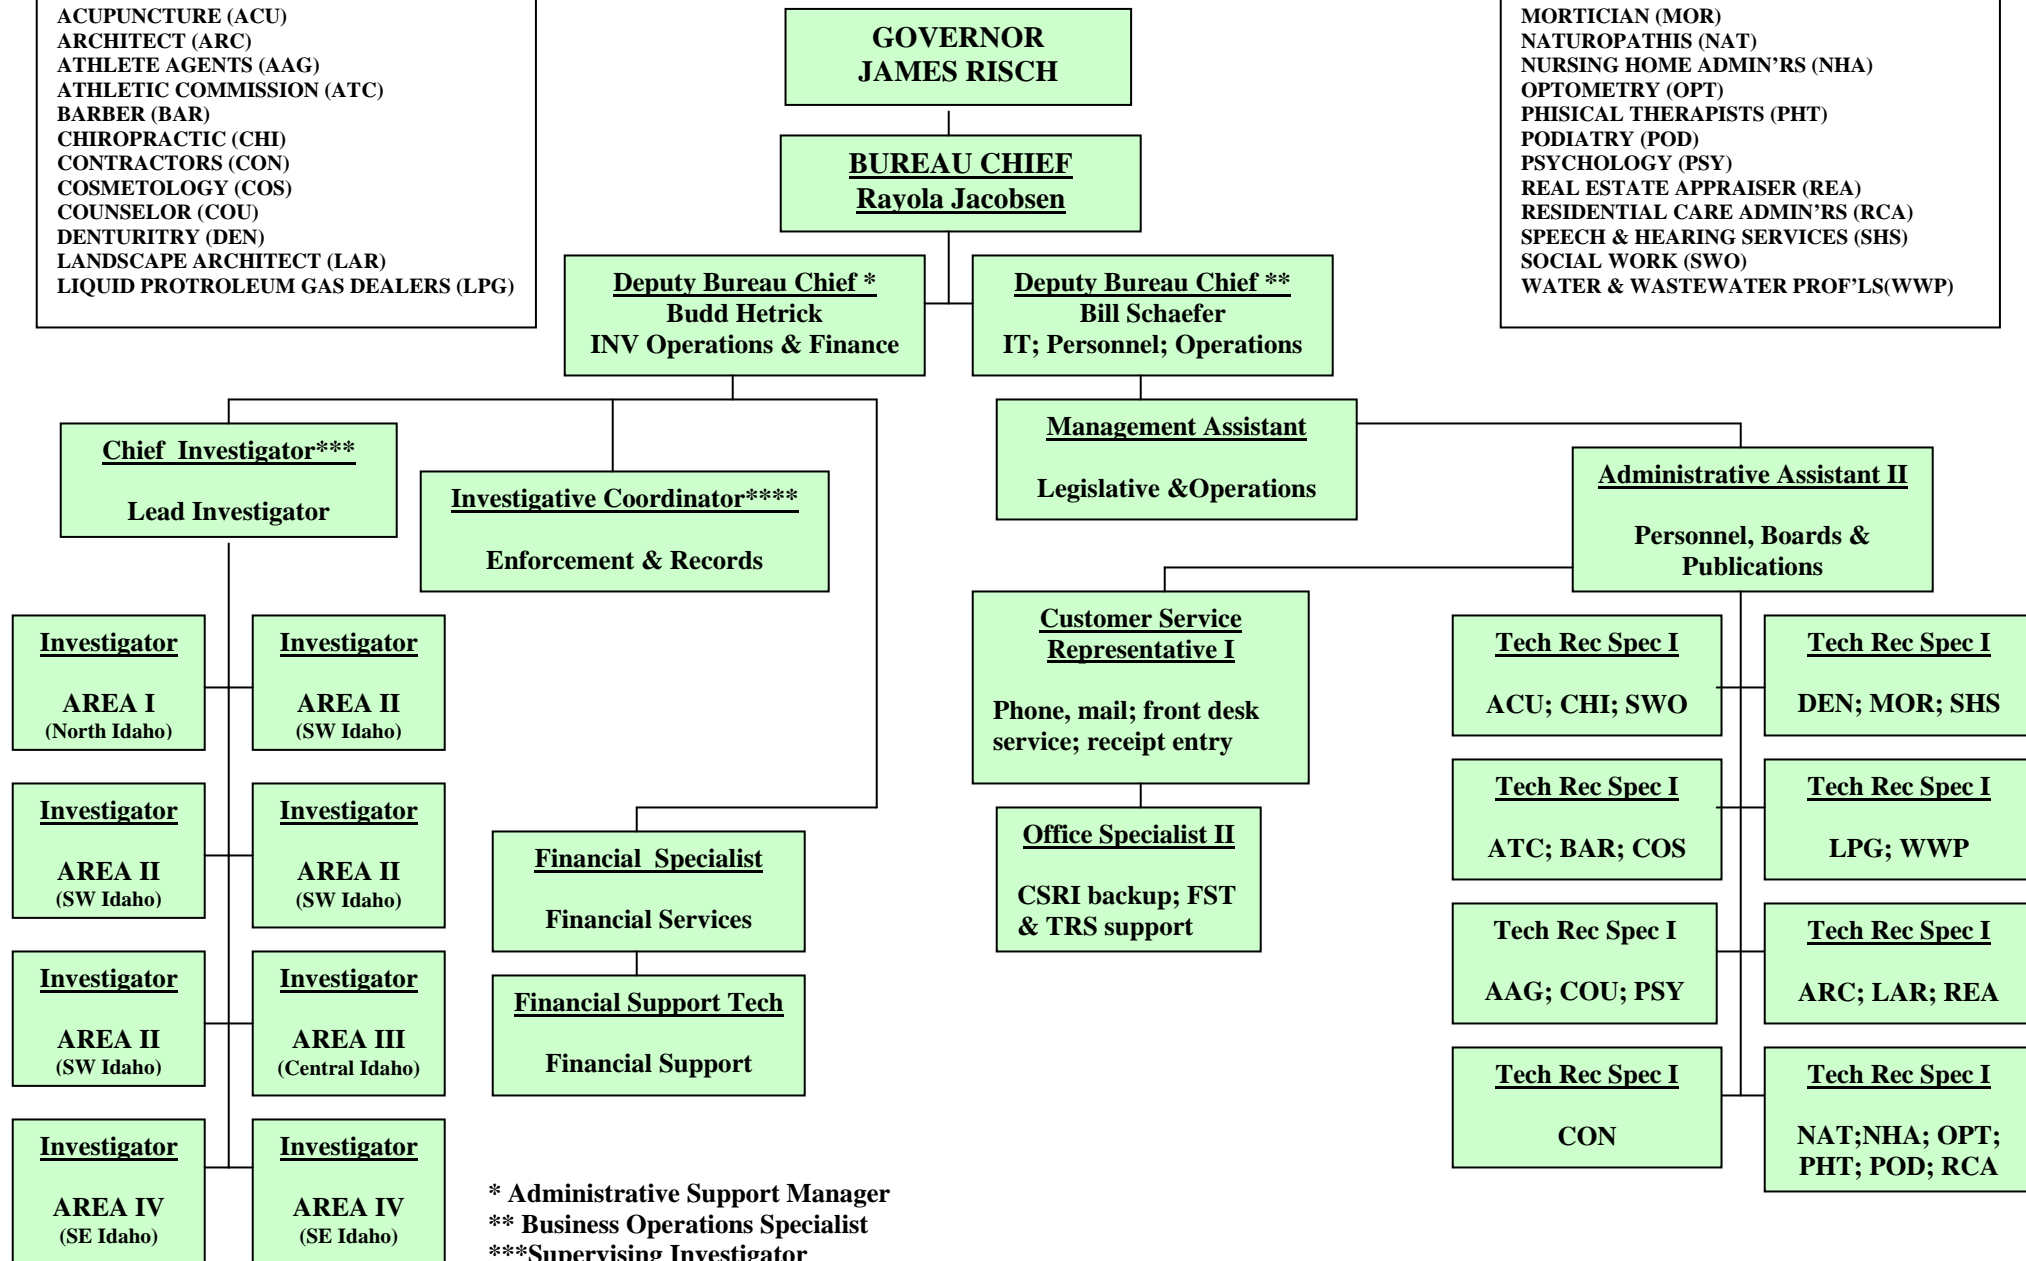 ACUPUNCTURE (ACU)
ARCHITECT (ARC)
ATHLETE AGENTS (AAG)
ATHLETIC COMMISSION (ATC)
BARBER (BAR)
CHIROPRACTIC (CHI)
CONTRACTORS (CON)
COSMETOLOGY (COS)
COUNSELOR (COU)
DENTURITRY (DEN)
LANDSCAPE ARCHITECT (LAR)
LIQUID PROTROLEUM GAS DEALERS (LPG)
GOVERNOR
JAMES RISCH
MORTICIAN (MOR)
NATUROPATHIS (NAT)
NURSING HOME ADMIN’RS (NHA)
OPTOMETRY (OPT)
PHISICAL THERAPISTS (PHT)
PODIATRY (POD)
PSYCHOLOGY (PSY)
REAL ESTATE APPRAISER (REA)
RESIDENTIAL CARE ADMIN’RS (RCA)
SPEECH & HEARING SERVICES (SHS)
SOCIAL WORK (SWO)
WATER & WASTEWATER PROF’LS(WWP)
BUREAU CHIEF
Rayola Jacobsen
Deputy Bureau Chief *
Budd Hetrick
INV Operations & Finance
Deputy Bureau Chief **
Bill Schaefer
IT; Personnel; Operations
Chief  Investigator***
Lead Investigator
Investigative Coordinator****
Enforcement & Records
Management Assistant
Legislative &Operations
Administrative Assistant II
Personnel, Boards &
Publications
Investigator
AREA I
(North Idaho)
Investigator
AREA II
(SW Idaho)
Investigator
AREA II
(SW Idaho)
Investigator
AREA II
(SW Idaho)
Investigator
AREA II
(SW Idaho)
Investigator
AREA III
(Central Idaho)
Investigator
AREA IV
(SE Idaho)
Investigator
AREA IV
(SE Idaho)
Financial  Specialist
Financial Services
Financial Support Tech
Financial Support
Customer Service
Representative I
Phone, mail; front desk
service; receipt entry
Office Specialist II
CSRI backup; FST
& TRS support
Tech Rec Spec I
ACU; CHI; SWO
Tech Rec Spec I
DEN; MOR; SHS
Tech Rec Spec I
ATC; BAR; COS
Tech Rec Spec I
LPG; WWP
Tech Rec Spec I
AAG; COU; PSY
Tech Rec Spec I
ARC; LAR; REA
Tech Rec Spec I
CON
Tech Rec Spec I
NAT;NHA; OPT;
PHT; POD; RCA
* Administrative Support Manager
** Business Operations Specialist
***Supervising Investigator